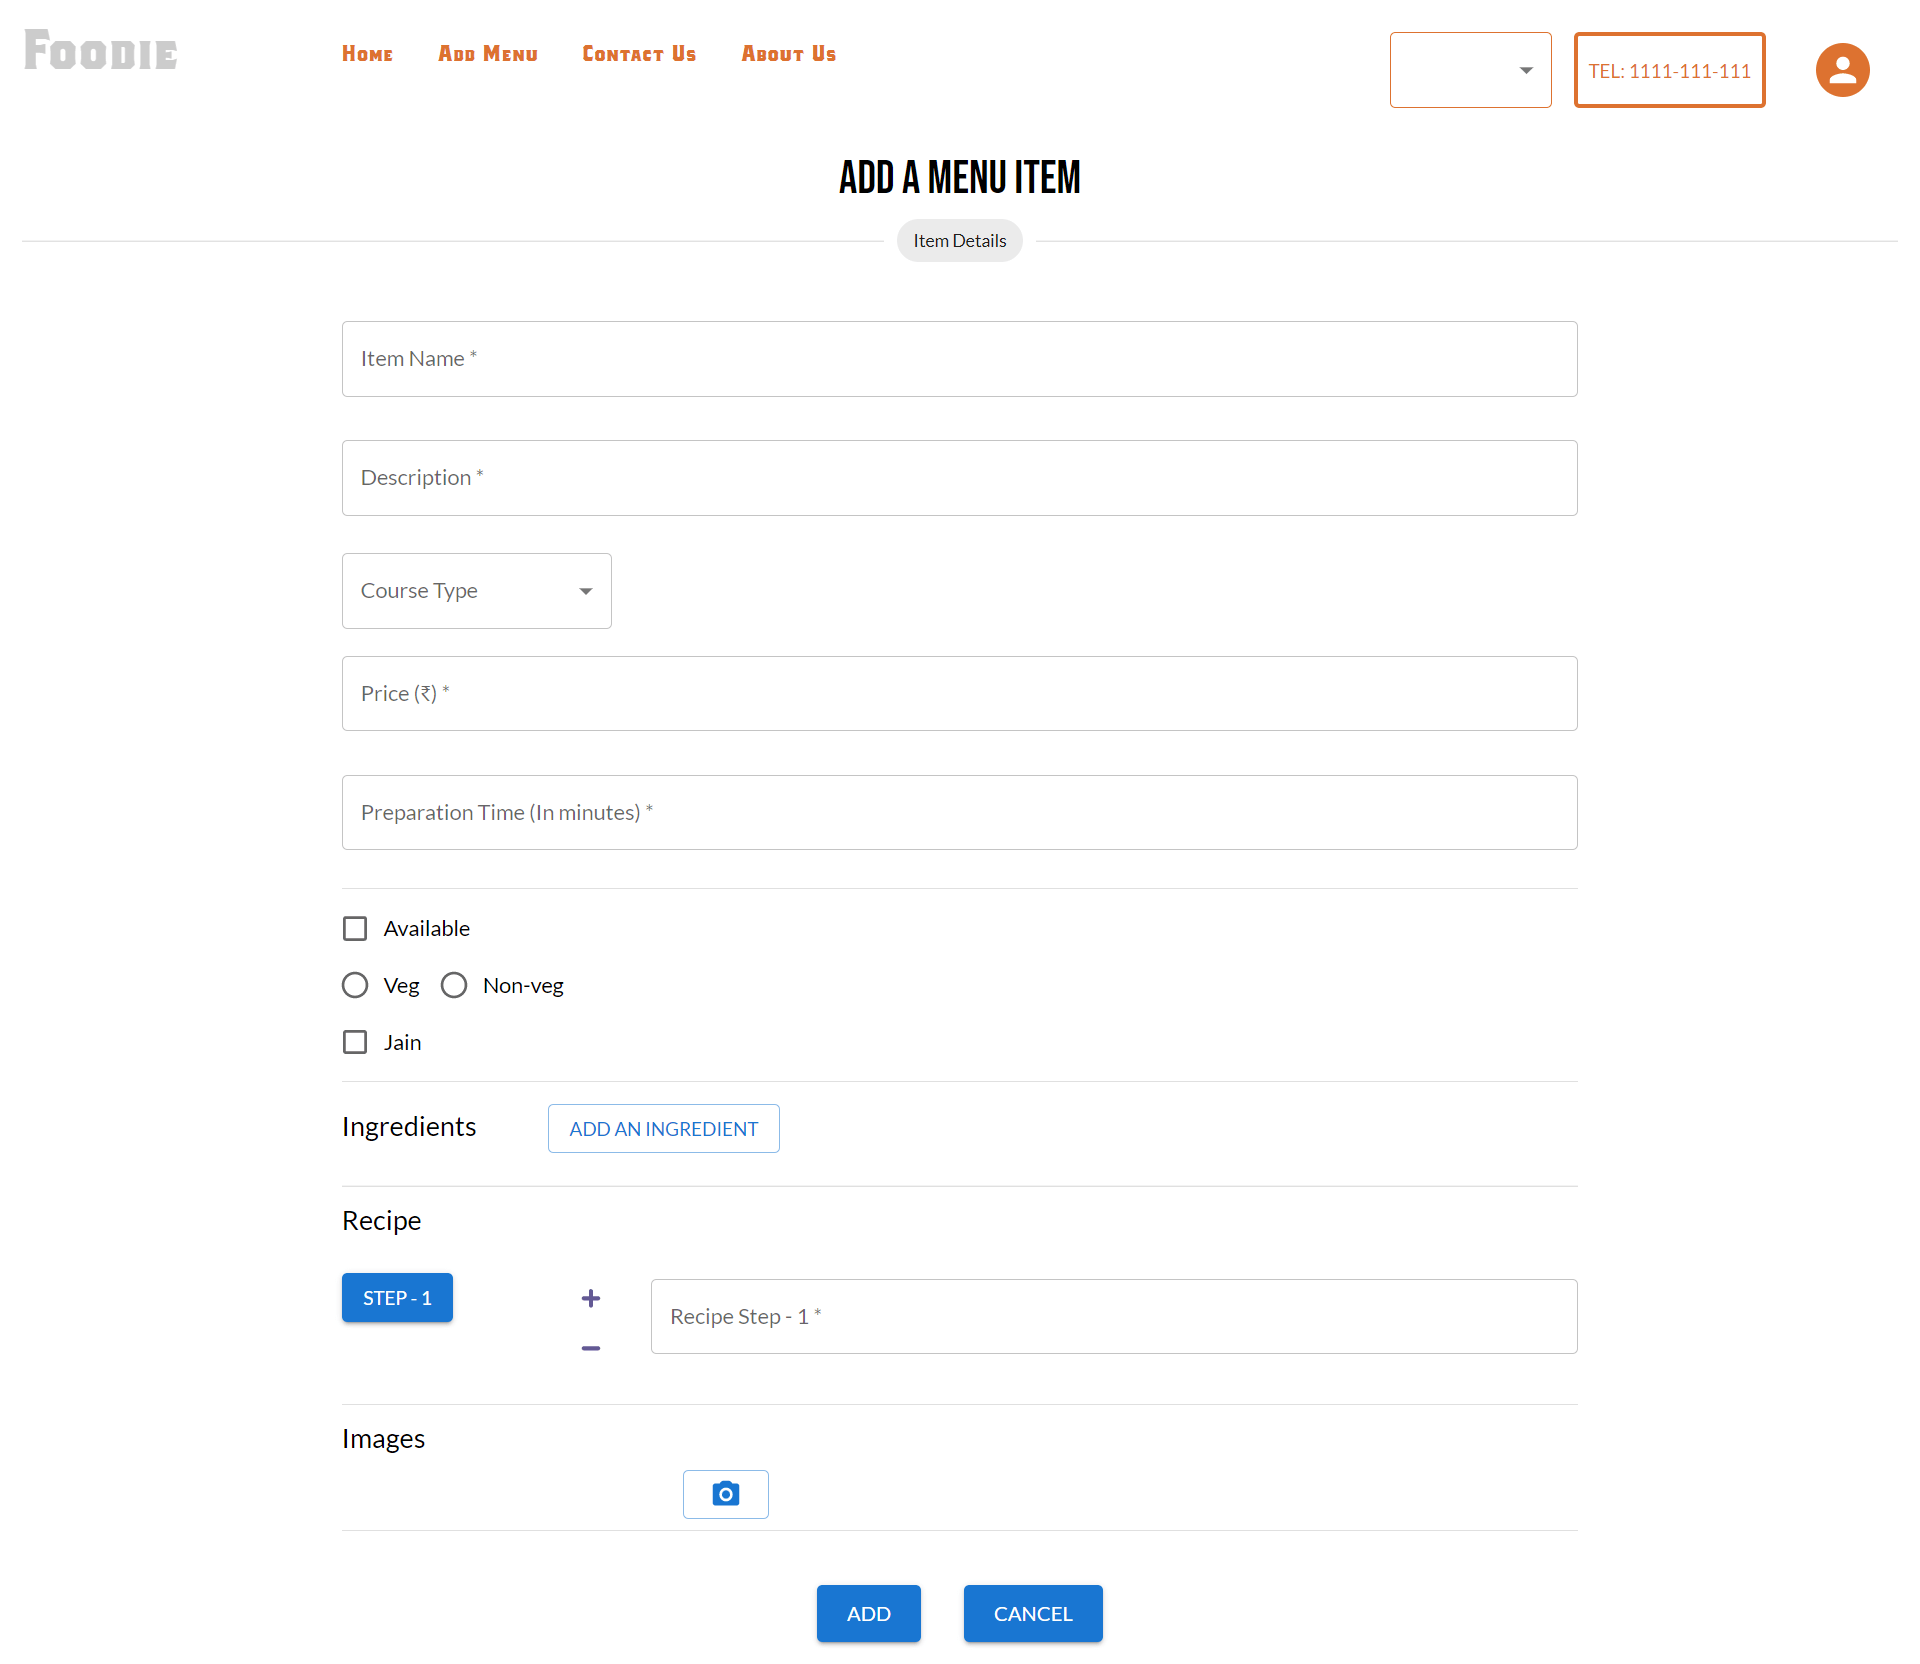 Foodie
Home Add Menu Contact Us About Us
TEL: 1111-111-111
ADD A MENU ITEM
Item Details
Item Name *
Description *
Course Type
Price (₹) *
Preparation Time (In minutes) *
Available
Veg Non-veg
Jain
Ingredients ADD AN INGREDIENT
Recipe
STEP - 1
Recipe Step - 1 *
Images
ADD CANCEL